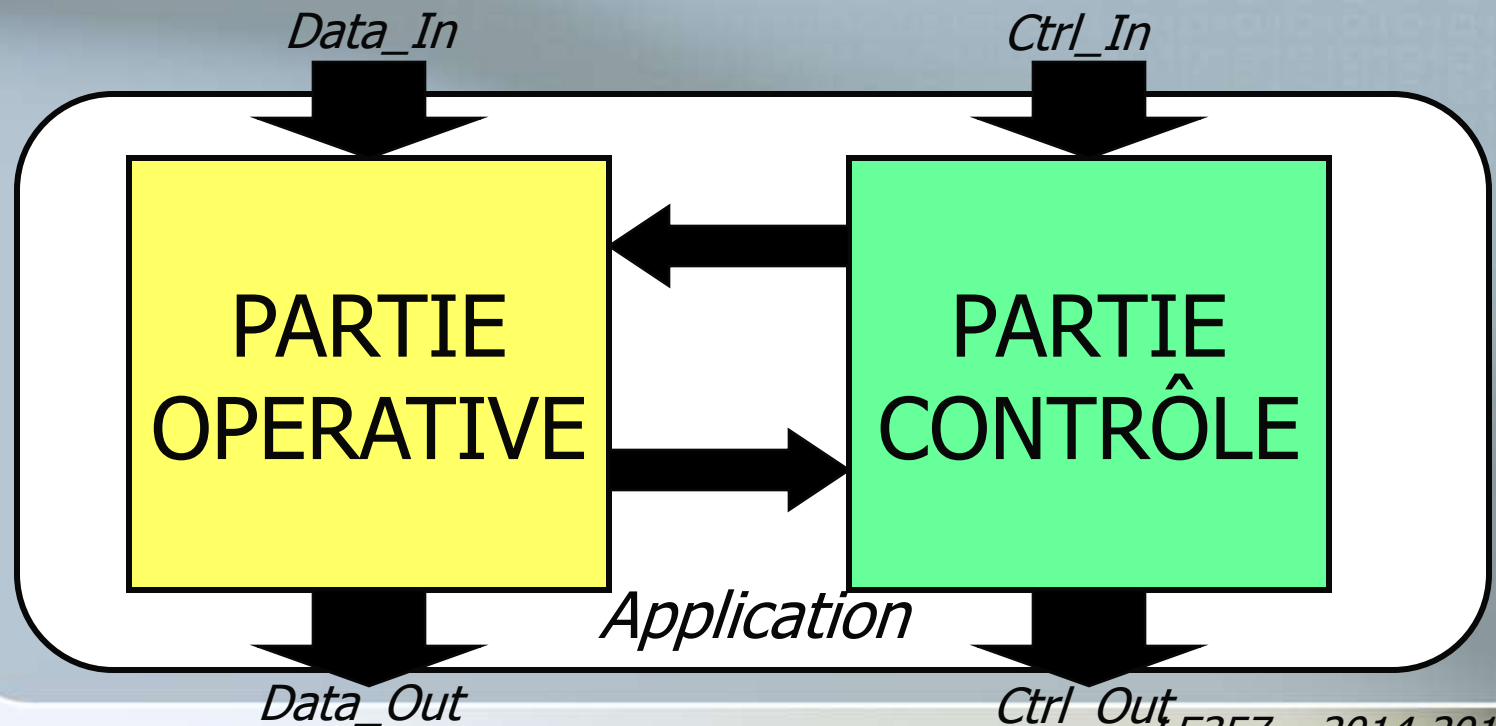 Data_In
Ctrl_In
PARTIE
OPERATIVE
PARTIE
CONTRÔLE
Application
Data_Out
Ctrl_Out